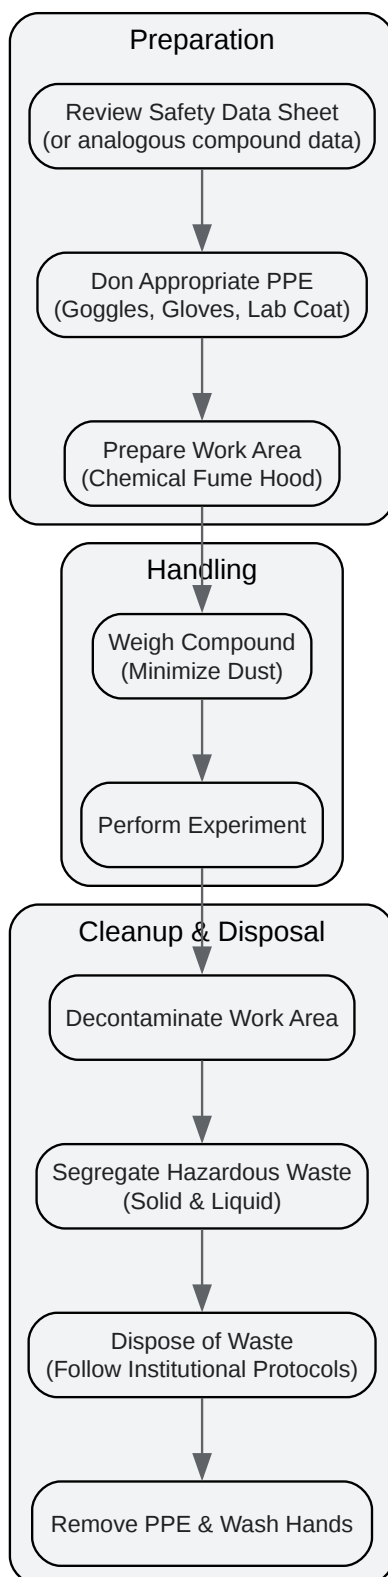 Preparation
Review Safety Data Sheet
(or analogous compound data)
Don Appropriate PPE
(Goggles, Gloves, Lab Coat)
Prepare Work Area
(Chemical Fume Hood)
Handling
Weigh Compound
(Minimize Dust)
Perform Experiment
Cleanup & Disposal
Decontaminate Work Area
Segregate Hazardous Waste
(Solid & Liquid)
Dispose of Waste
(Follow Institutional Protocols)
Remove PPE & Wash Hands